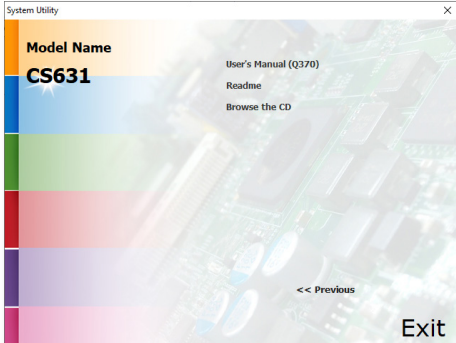 System Utility
Model Name
CS631
User's Manual (Q370)
Readme
Browse the CD
<< Previous
Exit